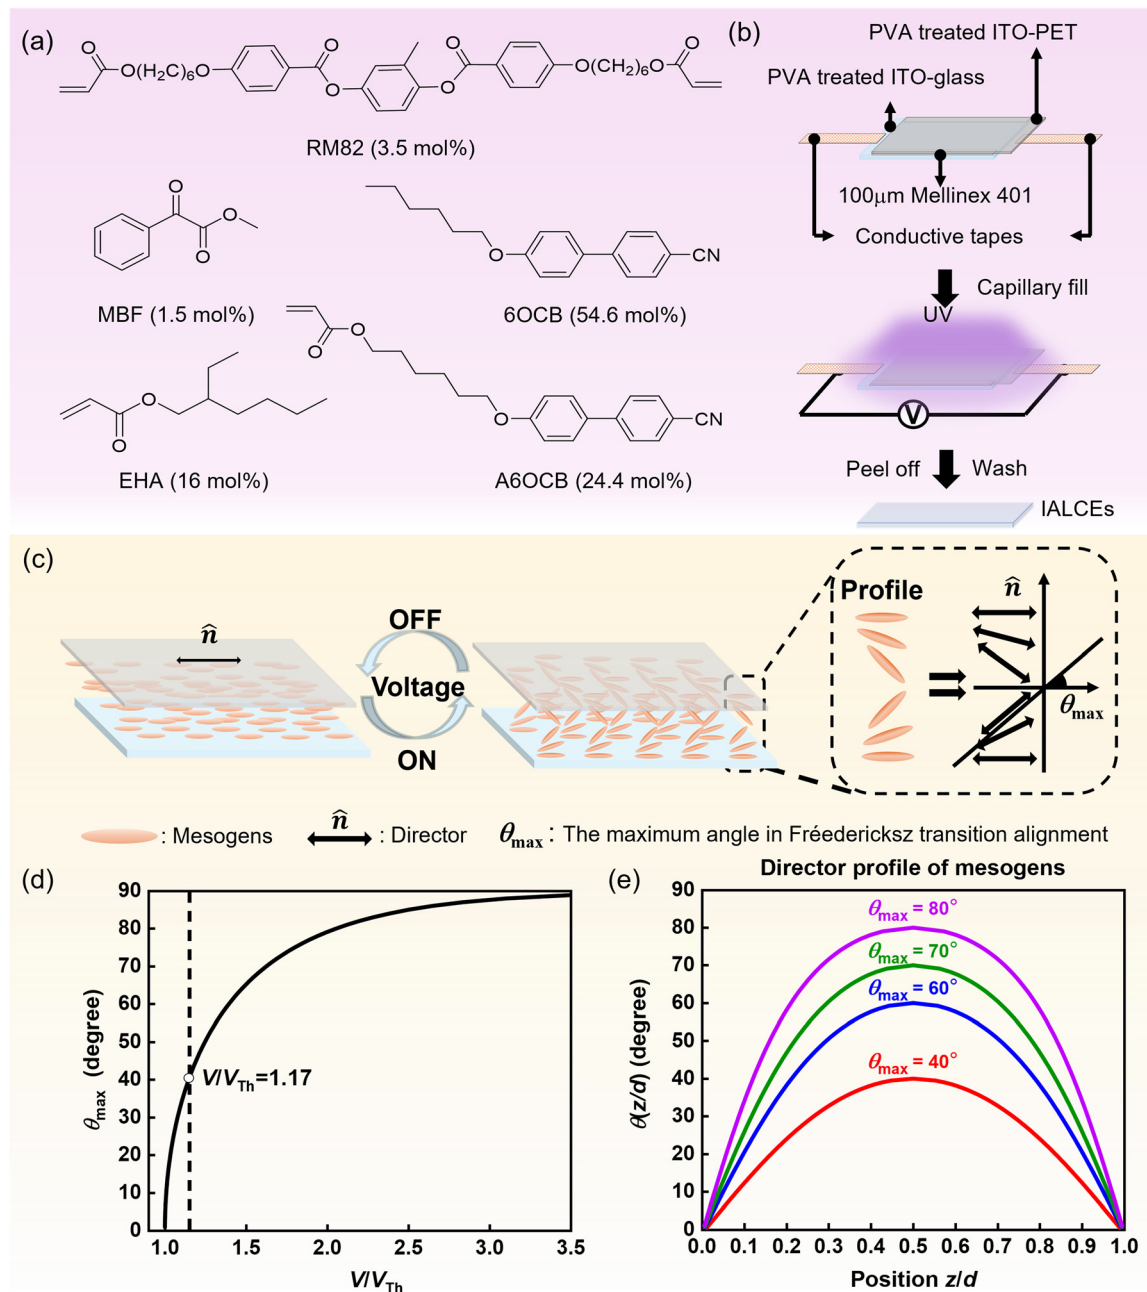 (a)
O
O
O(H₂C)₆O
O
O
O
O
O(CH₂)₆O
O
RM82 (3.5 mol%)
O
O
O
MBF (1.5 mol%)
O
CN
6OCB (54.6 mol%)
O
O
EHA (16 mol%)
O
O
O
CN
A6OCB (24.4 mol%)
(b)
PVA treated ITO-PET
PVA treated ITO-glass
100μm Mellinex 401
Conductive tapes
Capillary fill
UV
V
Peel off
Wash
IALCEs
(c)
n̂
OFF
Voltage
ON
Profile
n̂
θmax
: Mesogens
n̂
: Director
θmax : The maximum angle in Fréedericksz transition alignment
(d)
90
80
70
60
50
40
30
20
10
0
θmax (degree)
V/VTh=1.17
1.0 1.5 2.0 2.5 3.0 3.5
V/VTh
(e)
Director profile of mesogens
90
80
70
60
50
40
30
20
10
0
θ(z/d) (degree)
θmax = 80°
θmax = 70°
θmax = 60°
θmax = 40°
0.0 0.1 0.2 0.3 0.4 0.5 0.6 0.7 0.8 0.9 1.0
Position z/d